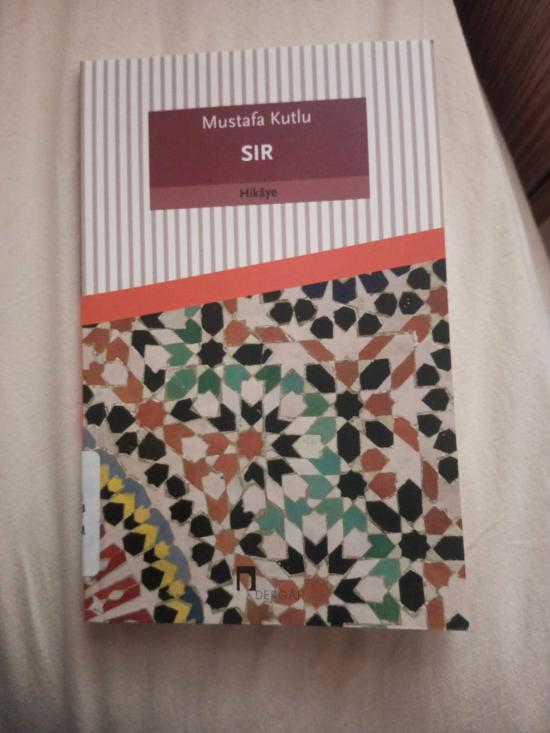 Mustafa Kutlu
SIR
Hikâye
DERGÂH